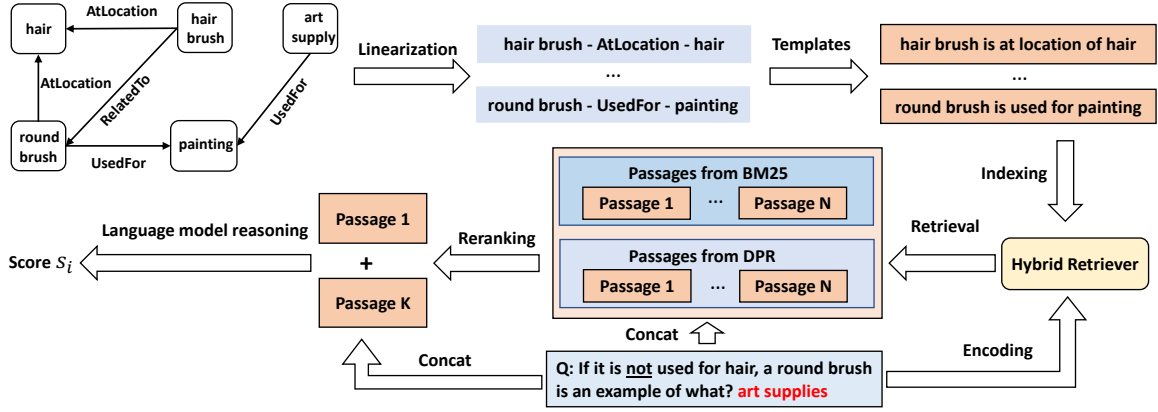 hair
AtLocation
hair
brush
art
supply
AtLocation
RelatedTo
UsedFor
round
brush
UsedFor
painting
Linearization
hair brush - AtLocation - hair
...
round brush - UsedFor - painting
Templates
hair brush is at location of hair
...
round brush is used for painting
Indexing
Hybrid Retriever
Retrieval
Passages from BM25
Passage 1 ... Passage N
Passages from DPR
Passage 1 ... Passage N
Reranking
Passage 1
+
Passage K
Language model reasoning
Score s_i
Concat
Concat
Encoding
Q: If it is not used for hair, a round brush
is an example of what? art supplies